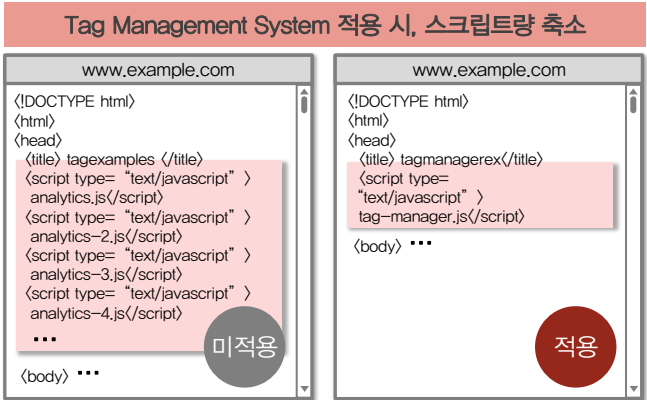 Tag Management System 적용 시, 스크립트량 축소
www.example.com
〈!DOCTYPE html〉
〈html〉
〈head〉
〈title〉 tagexamples 〈/title〉
〈script type= “text/javascript” 〉
analytics.js〈/script〉
〈script type= “text/javascript” 〉
analytics-2.js〈/script〉
〈script type= “text/javascript” 〉
analytics-3.js〈/script〉
〈script type= “text/javascript” 〉
analytics-4.js〈/script〉
...
미적용
〈body〉 ...
www.example.com
〈!DOCTYPE html〉
〈html〉
〈head〉
〈title〉 tagmanagerex〈/title〉
〈script type=
“text/javascript” 〉
tag-manager.js〈/script〉
〈body〉 ...
적용